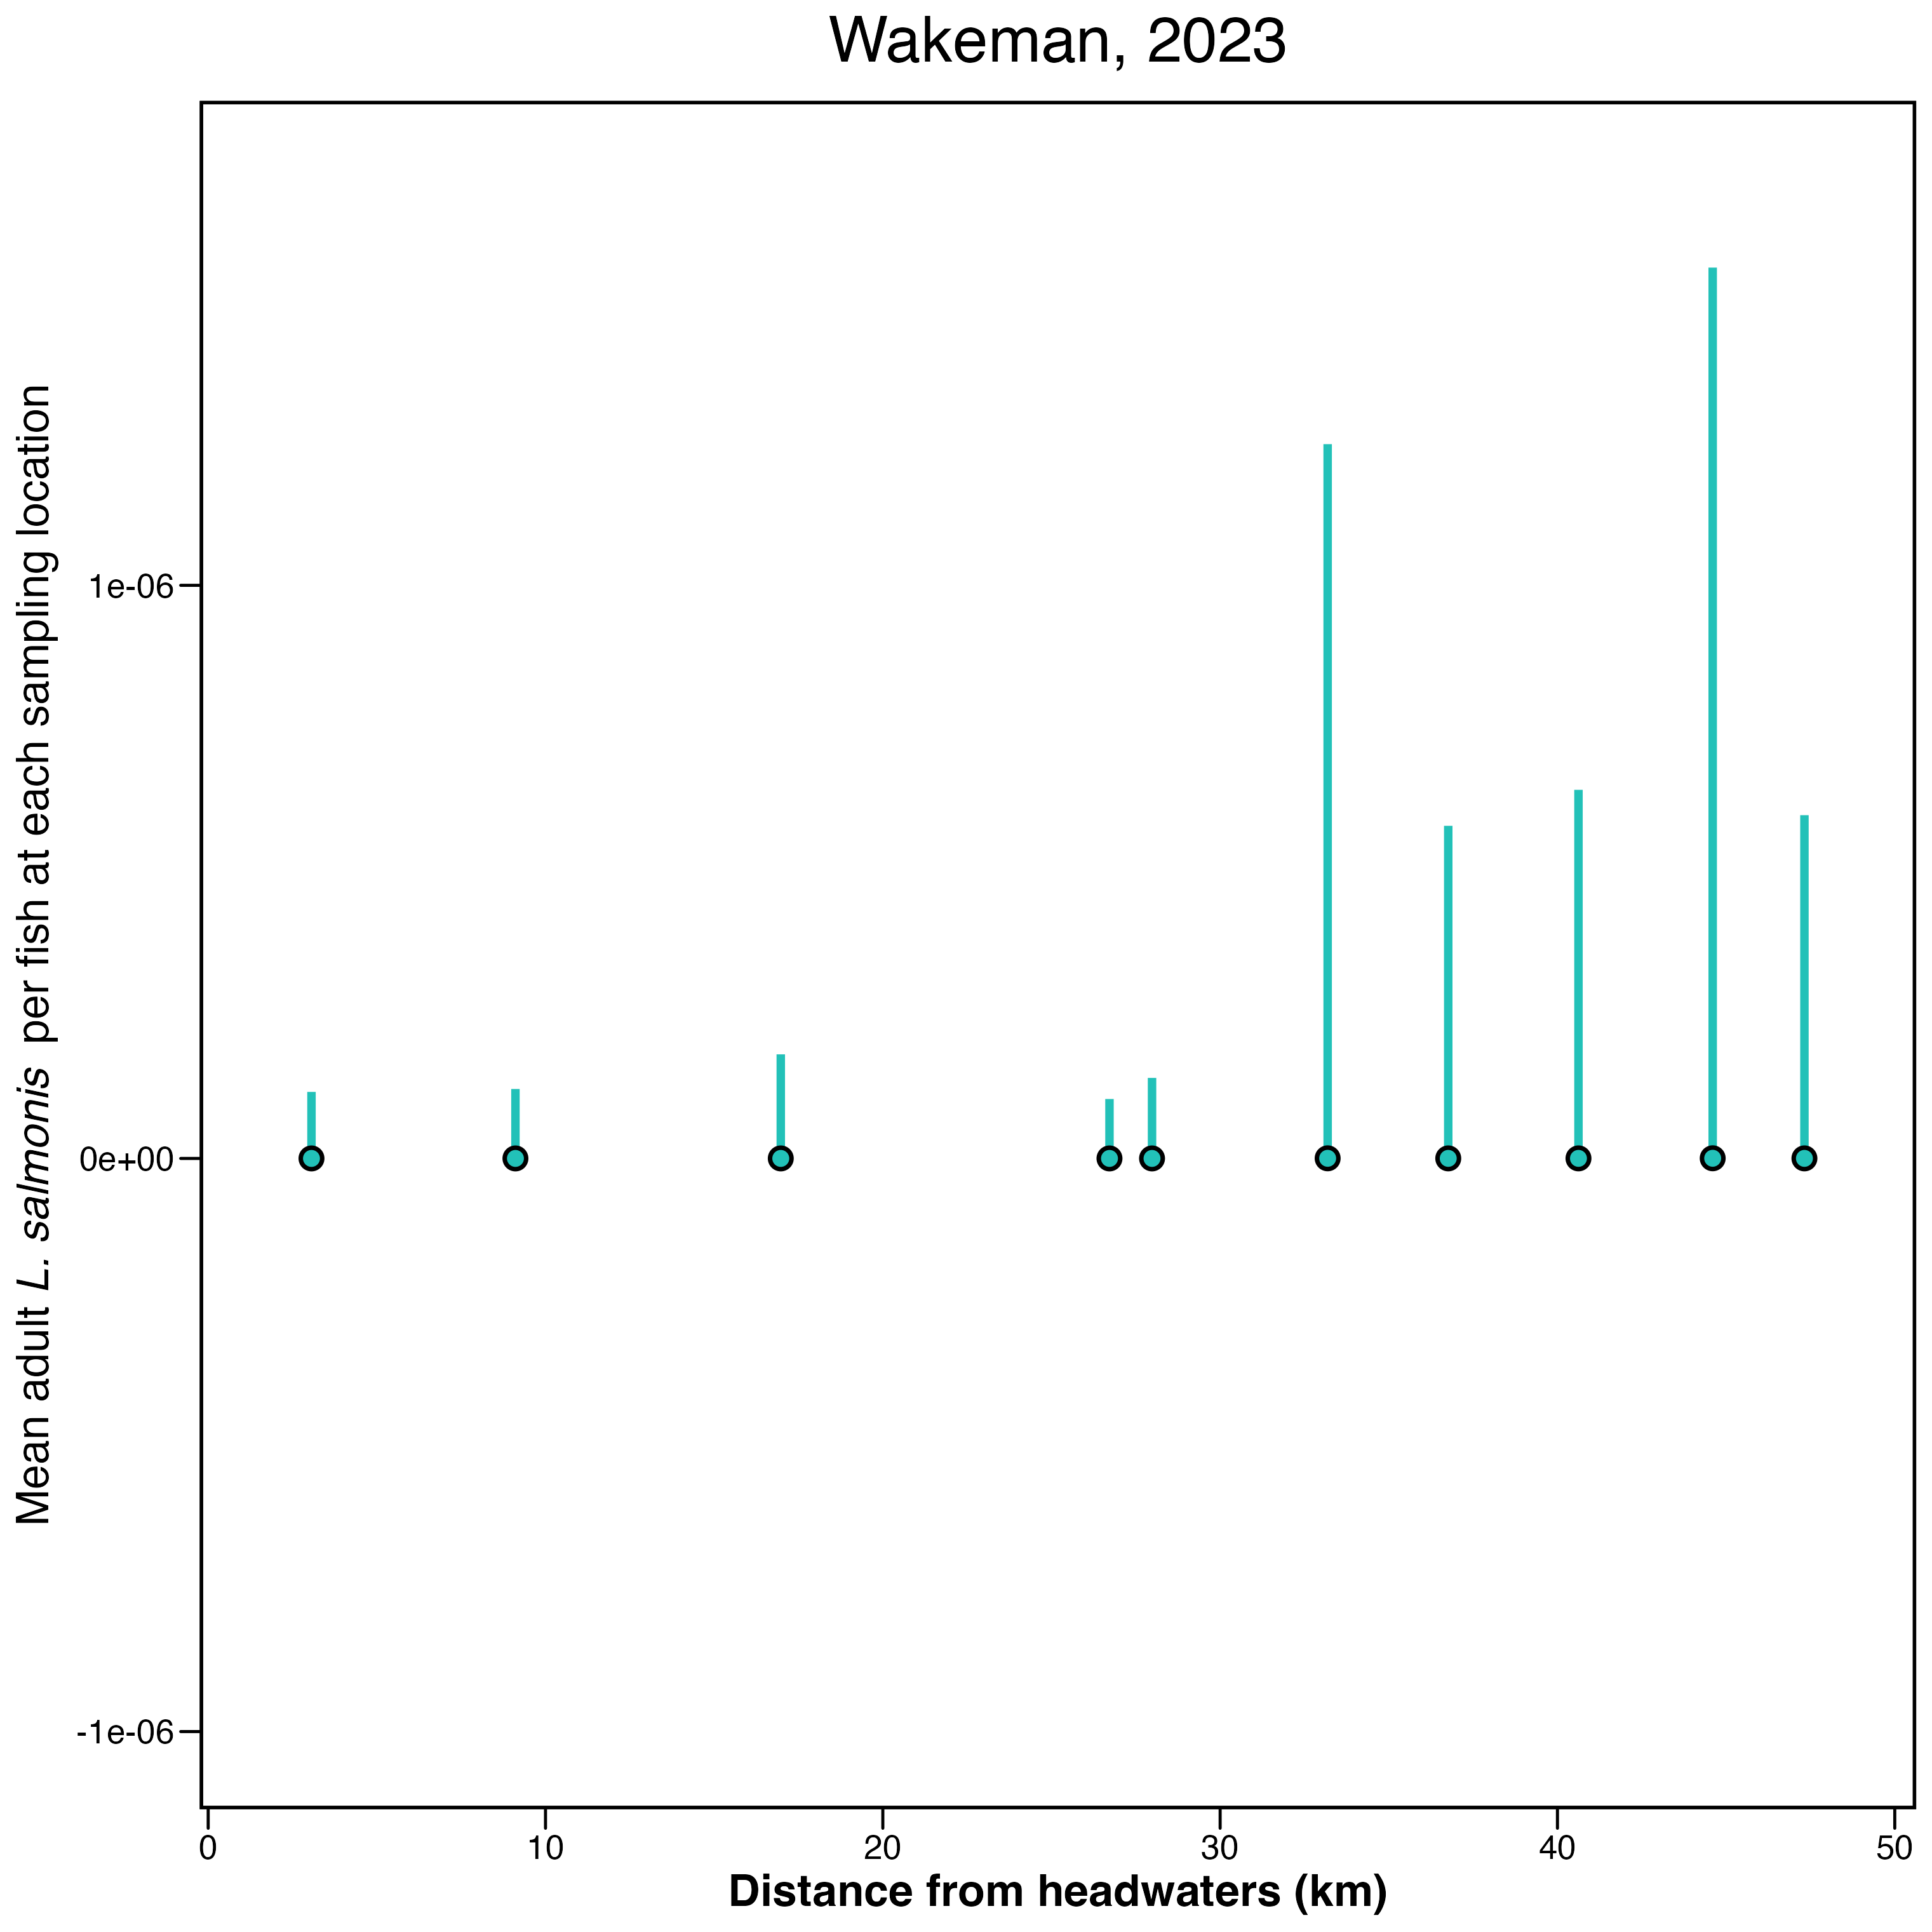 Wakeman, 2023
Mean adult L. salmonis per fish at each sampling location
1e-06
0e+00
-1e-06
0 10 20 30 40 50
Distance from headwaters (km)